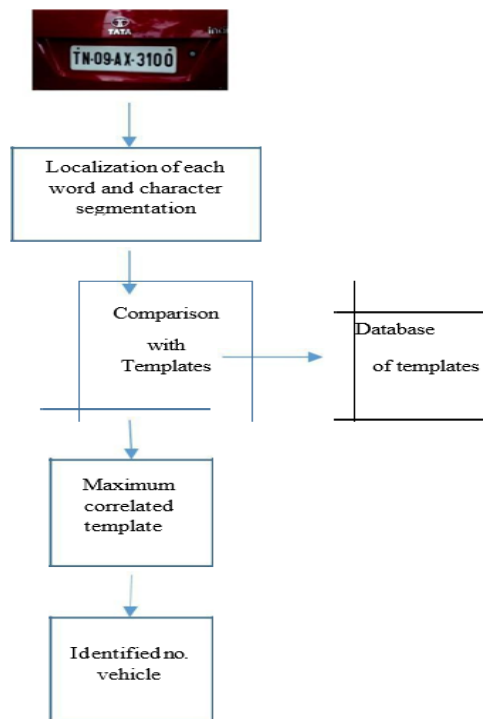 TATA
TN-09-AX-3100
Localization of each
word and character
segmentation
Comparison
with
Templates
Database
of templates
Maximum
correlated
template
Identified no.
vehicle